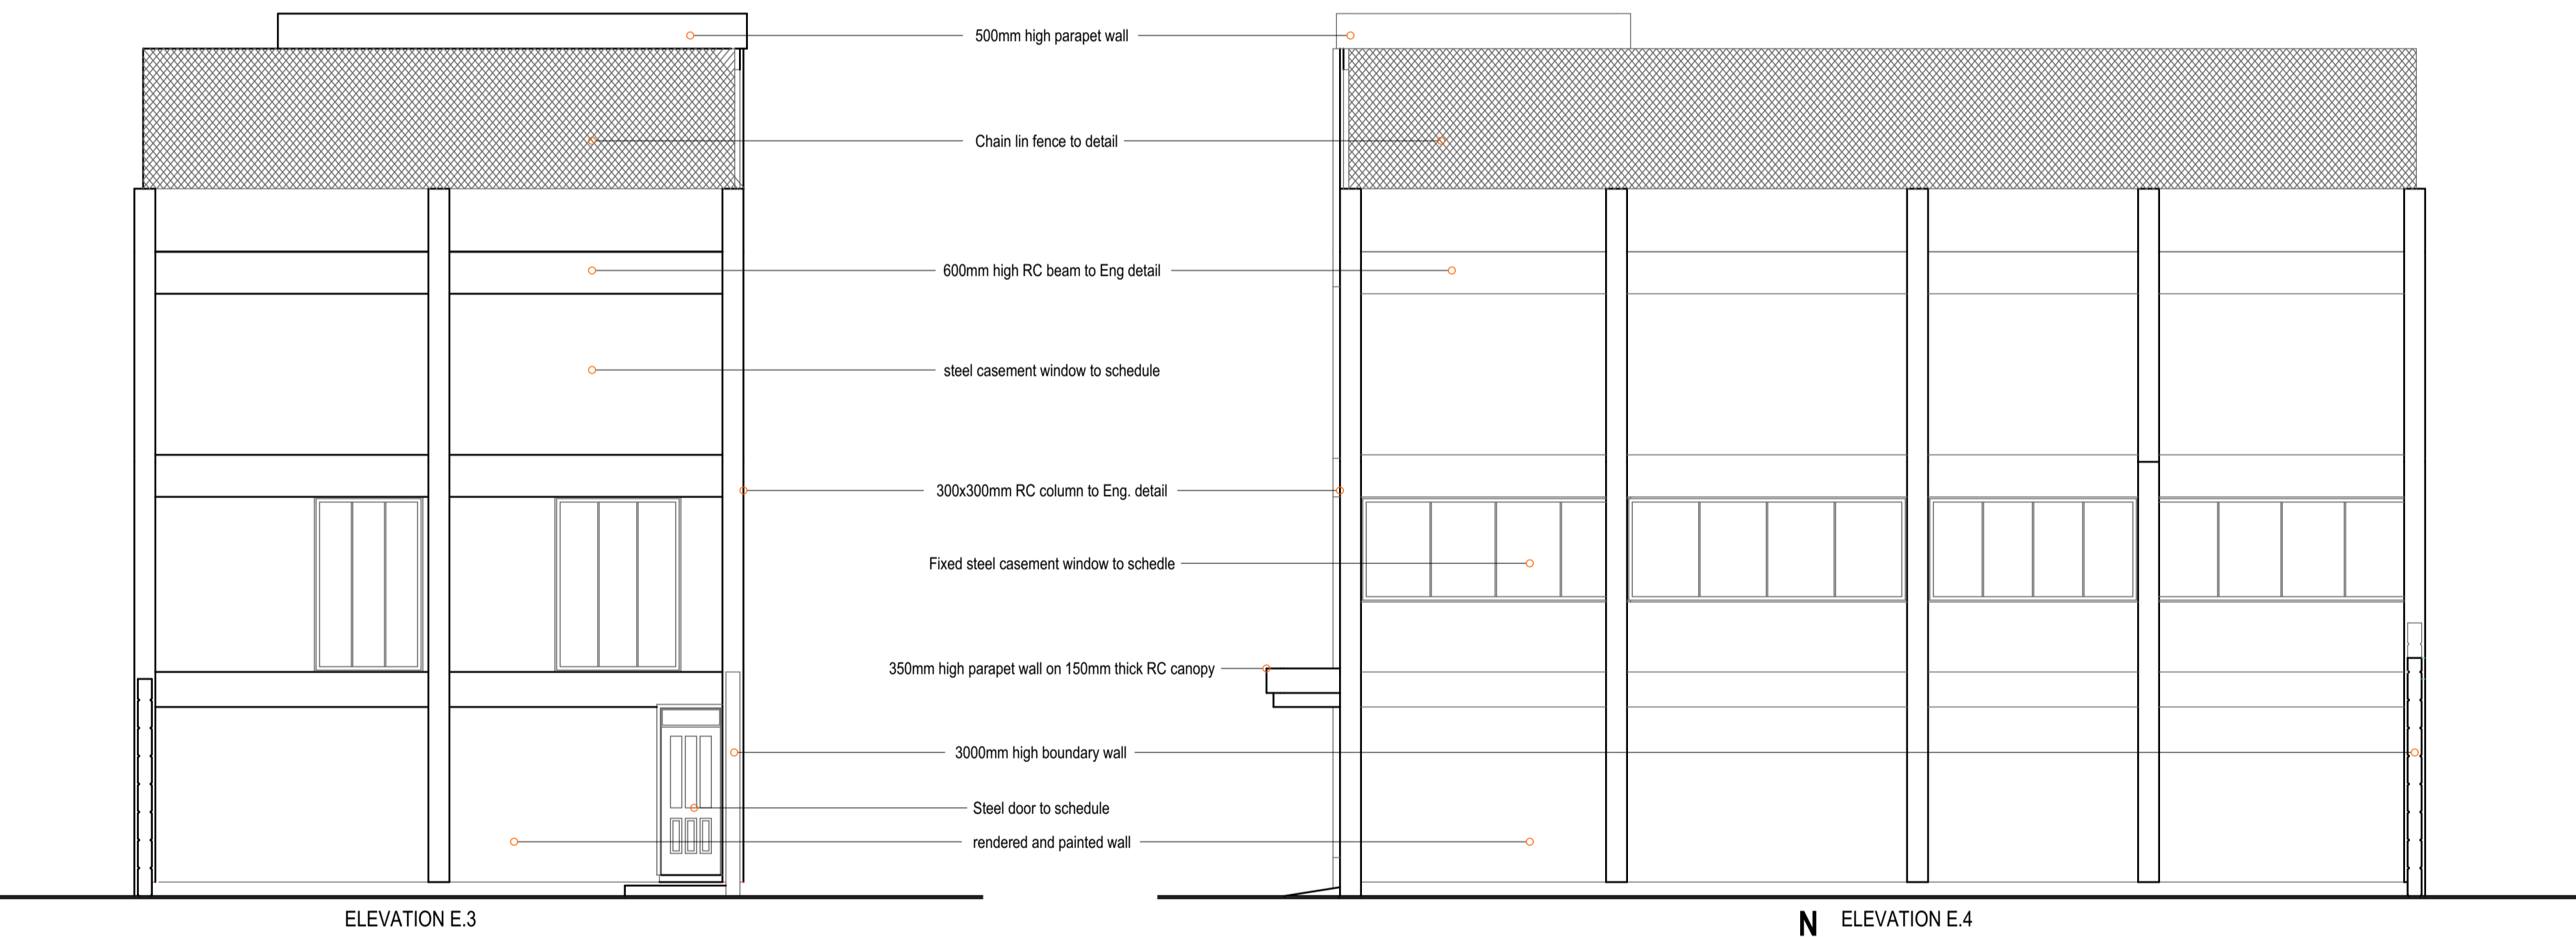 500mm high parapet wall
Chain lin fence to detail
600mm high RC beam to Eng detail
steel casement window to schedule
300x300mm RC column to Eng. detail
Fixed steel casement window to schedle
350mm high parapet wall on 150mm thick RC canopy
3000mm high boundary wall
Steel door to schedule
rendered and painted wall
ELEVATION E.3
N ELEVATION E.4